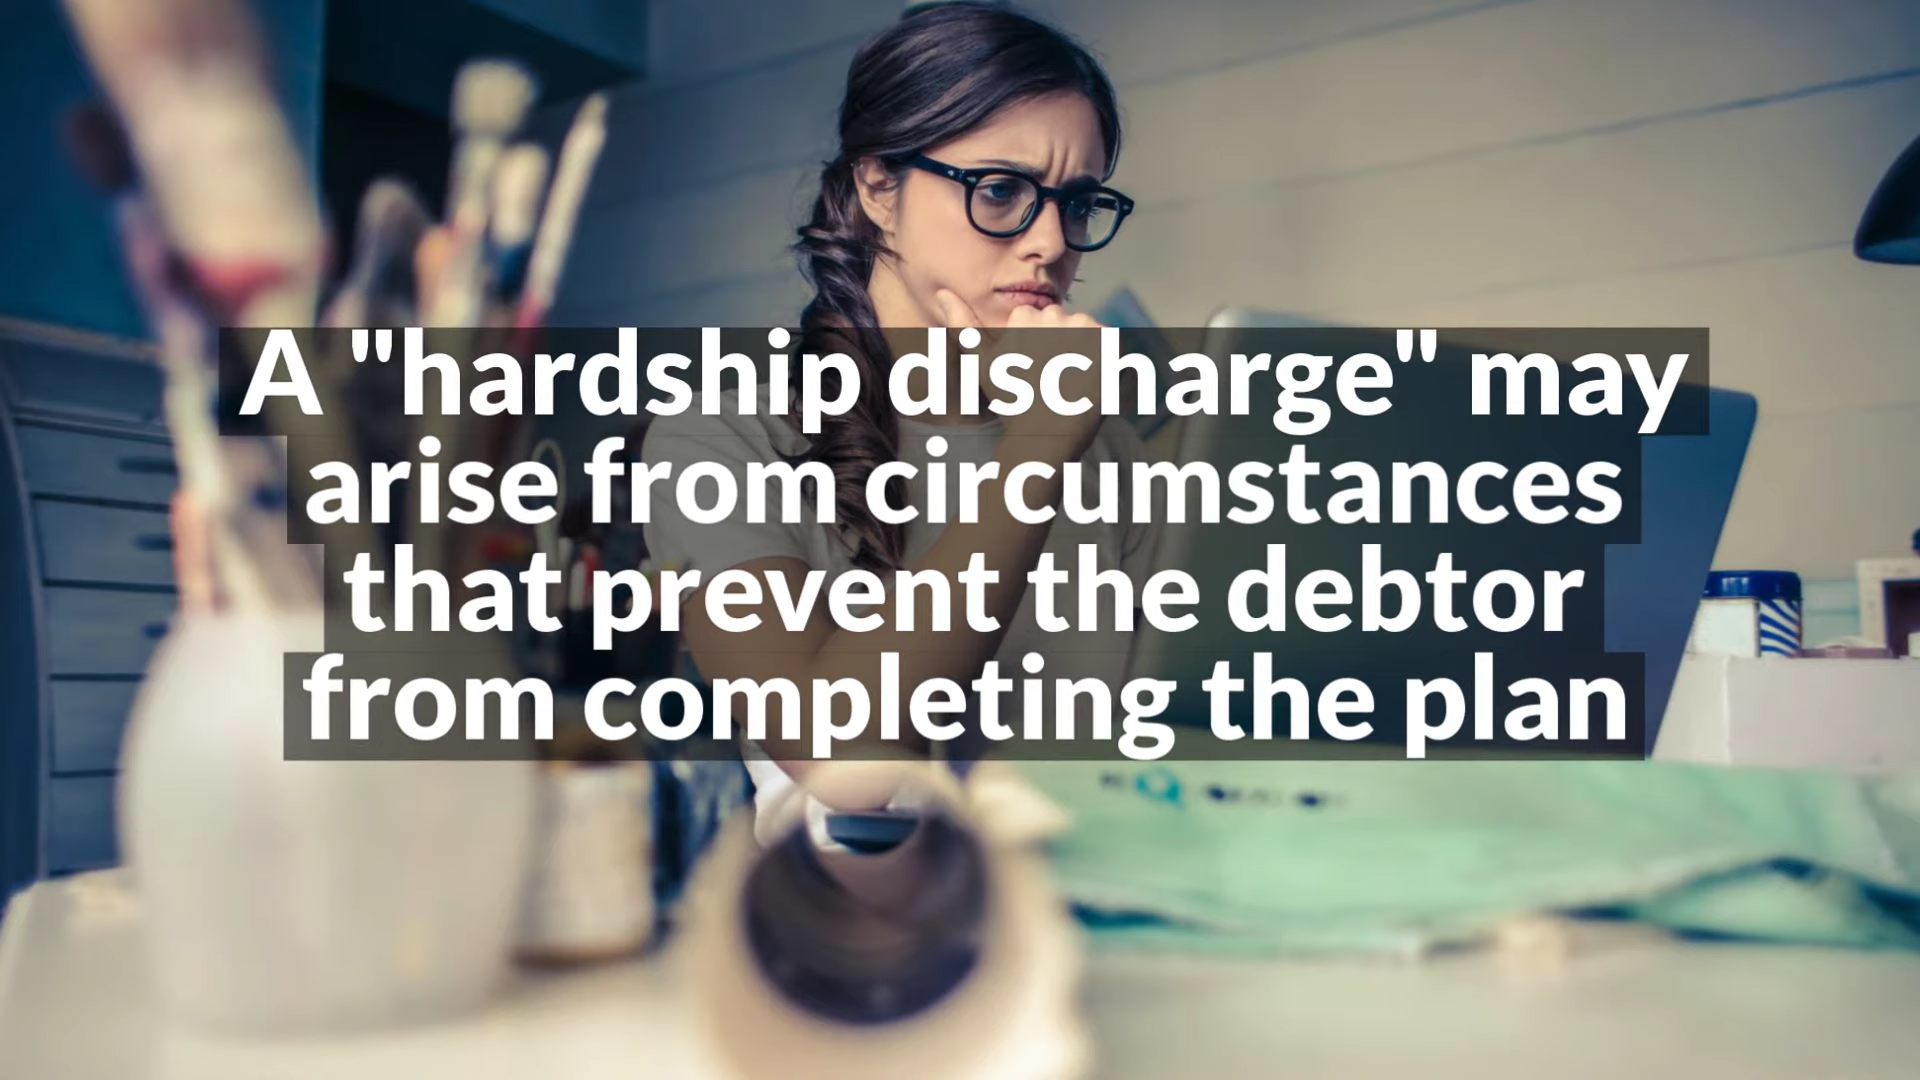 A "hardship discharge" may
arise from circumstances
that prevent the debtor
from completing the plan